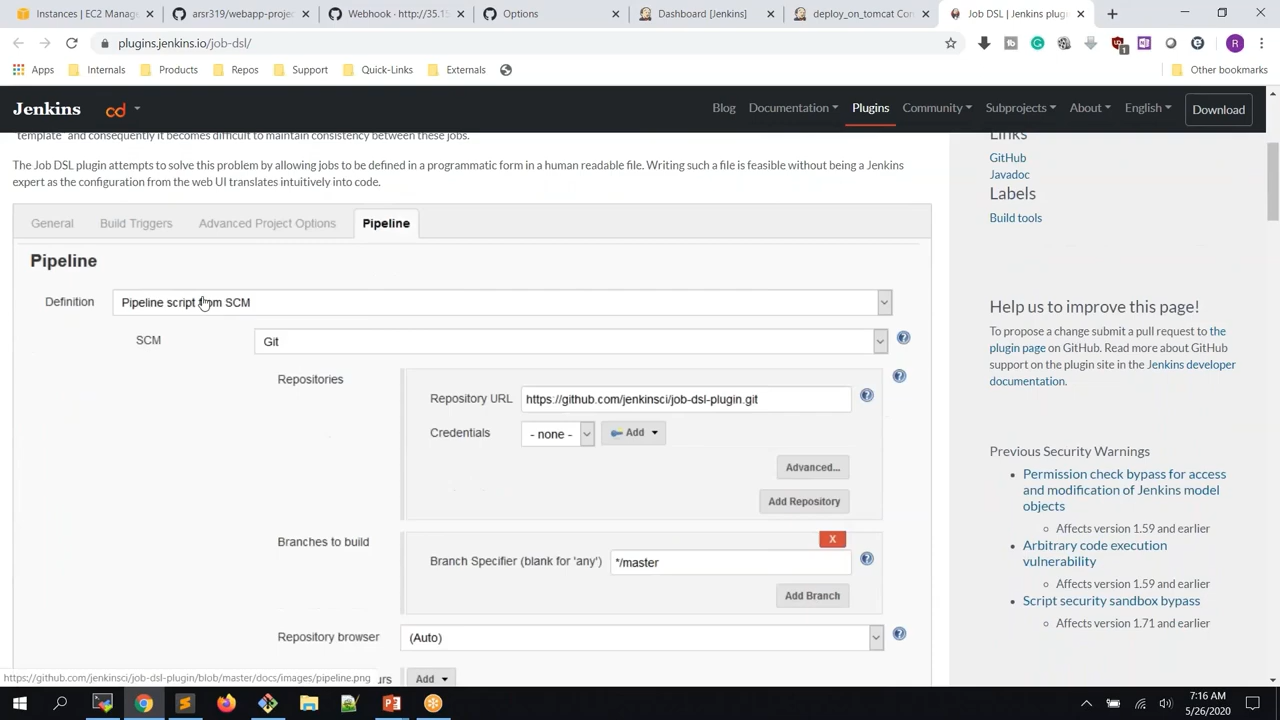 Instances | EC2 Mana
arsr319/webapp-proje
Webhook - http://35.15
Options
Dashboard [Jenkins]
deploy_on_tomcat Con
Job DSL | Jenkins plugi
plugins.jenkins.io/job-dsl/
1
R
Apps
Internals
Products
Repos
Support
Quick-Links
Externals
Other bookmarks
Jenkins
cd
Blog
Documentation
Plugins
Community
Subprojects
About
English
Download
"template" and consequently it becomes difficult to maintain consistency between these jobs.
The Job DSL plugin attempts to solve this problem by allowing jobs to be defined in a programmatic form in a human readable file. Writing such a file is feasible without being a Jenkins
expert as the configuration from the web UI translates intuitively into code.
General
Build Triggers
Advanced Project Options
Pipeline
Pipeline
Definition
Pipeline script from SCM
SCM
Git
Repositories
Repository URL
https://github.com/jenkinsci/job-dsl-plugin.git
Credentials
- none -
Add
Advanced...
Add Repository
Branches to build
X
Branch Specifier (blank for 'any')
*/master
Add Branch
Repository browser
(Auto)
urs
Add
https://github.com/jenkinsci/job-dsl-plugin/blob/master/docs/images/pipeline.png
Links
GitHub
Javadoc
Labels
Build tools
Help us to improve this page!
To propose a change submit a pull request to the
plugin page on GitHub. Read more about GitHub
support on the plugin site in the Jenkins developer
documentation.
Previous Security Warnings
Permission check bypass for access
and modification of Jenkins model
objects
Affects version 1.59 and earlier
Arbitrary code execution
vulnerability
Affects version 1.59 and earlier
Script security sandbox bypass
Affects version 1.71 and earlier
7:16 AM
5/26/2020